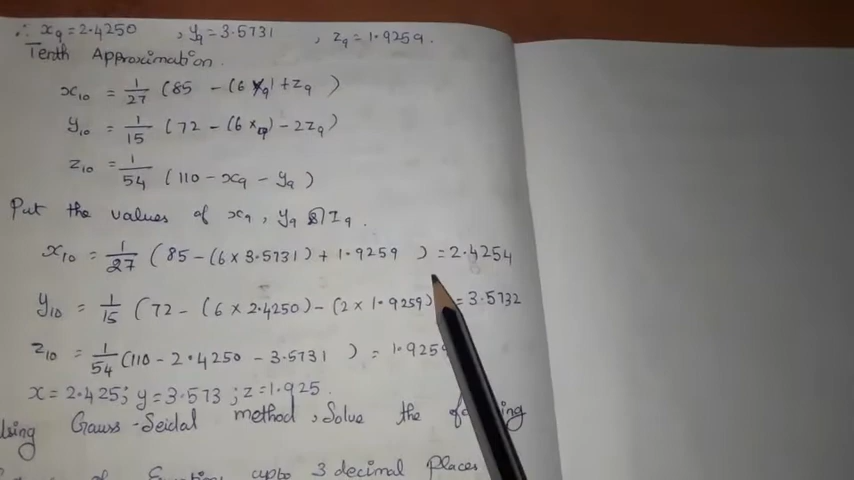 ∴ x₉ = 2.4250 , y₉ = 3.5731 , z₉ = 1.9259 .
Tenth Approximation.
x₁₀ = 1/27 (85 - (6 y₉) + z₉ )
y₁₀ = 1/15 (72 - (6 x₉) - 2z₉)
z₁₀ = 1/54 (110 - x₉ - y₉ )
Put the values of x₉, y₉ & z₉ .
x₁₀ = 1/27 (85 - (6 × 3.5731) + 1.9259 ) = 2.4254
y₁₀ = 1/15 (72 - (6 × 2.4250) - (2 × 1.9259) = 3.5732
z₁₀ = 1/54 (110 - 2.4250 - 3.5731 ) = 1.9259
x = 2.425; y = 3.573 ; z = 1.925 .
Using Gauss-Seidal method, Solve the following
of Equation upto 3 decimal Places